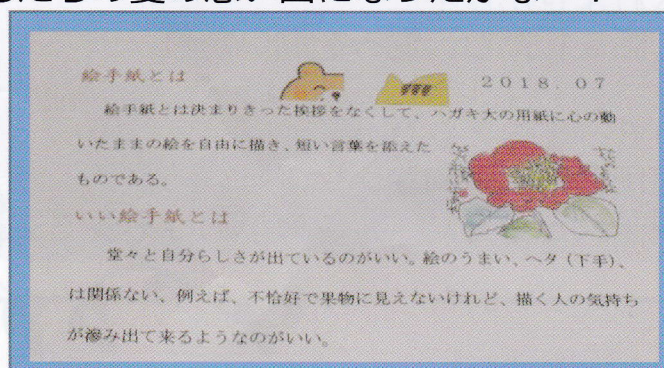 絵手紙とは
2018.07
絵手紙とは決まりきった挨拶をなくして、ハガキ大の用紙に心の動
いたままの絵を自由に描き、短い言葉を添えた
ものである。
いい絵手紙とは
堂々と自分らしさが出ているのがいい。絵のうまい、ヘタ（下手）、
は関係ない、例えば、不恰好で果物に見えないけれど、描く人の気持ち
が滲み出て来るようなのがいい。